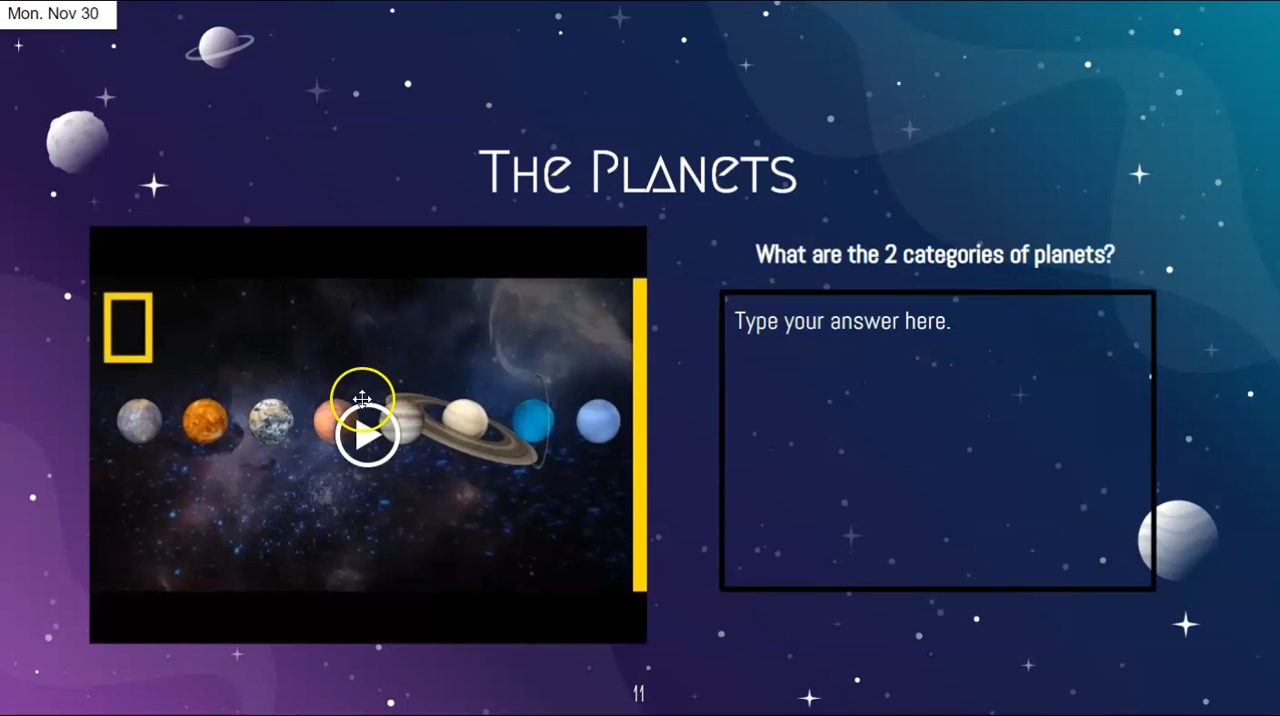 Mon. Nov 30
The Planets
What are the 2 categories of planets?
Type your answer here.
11